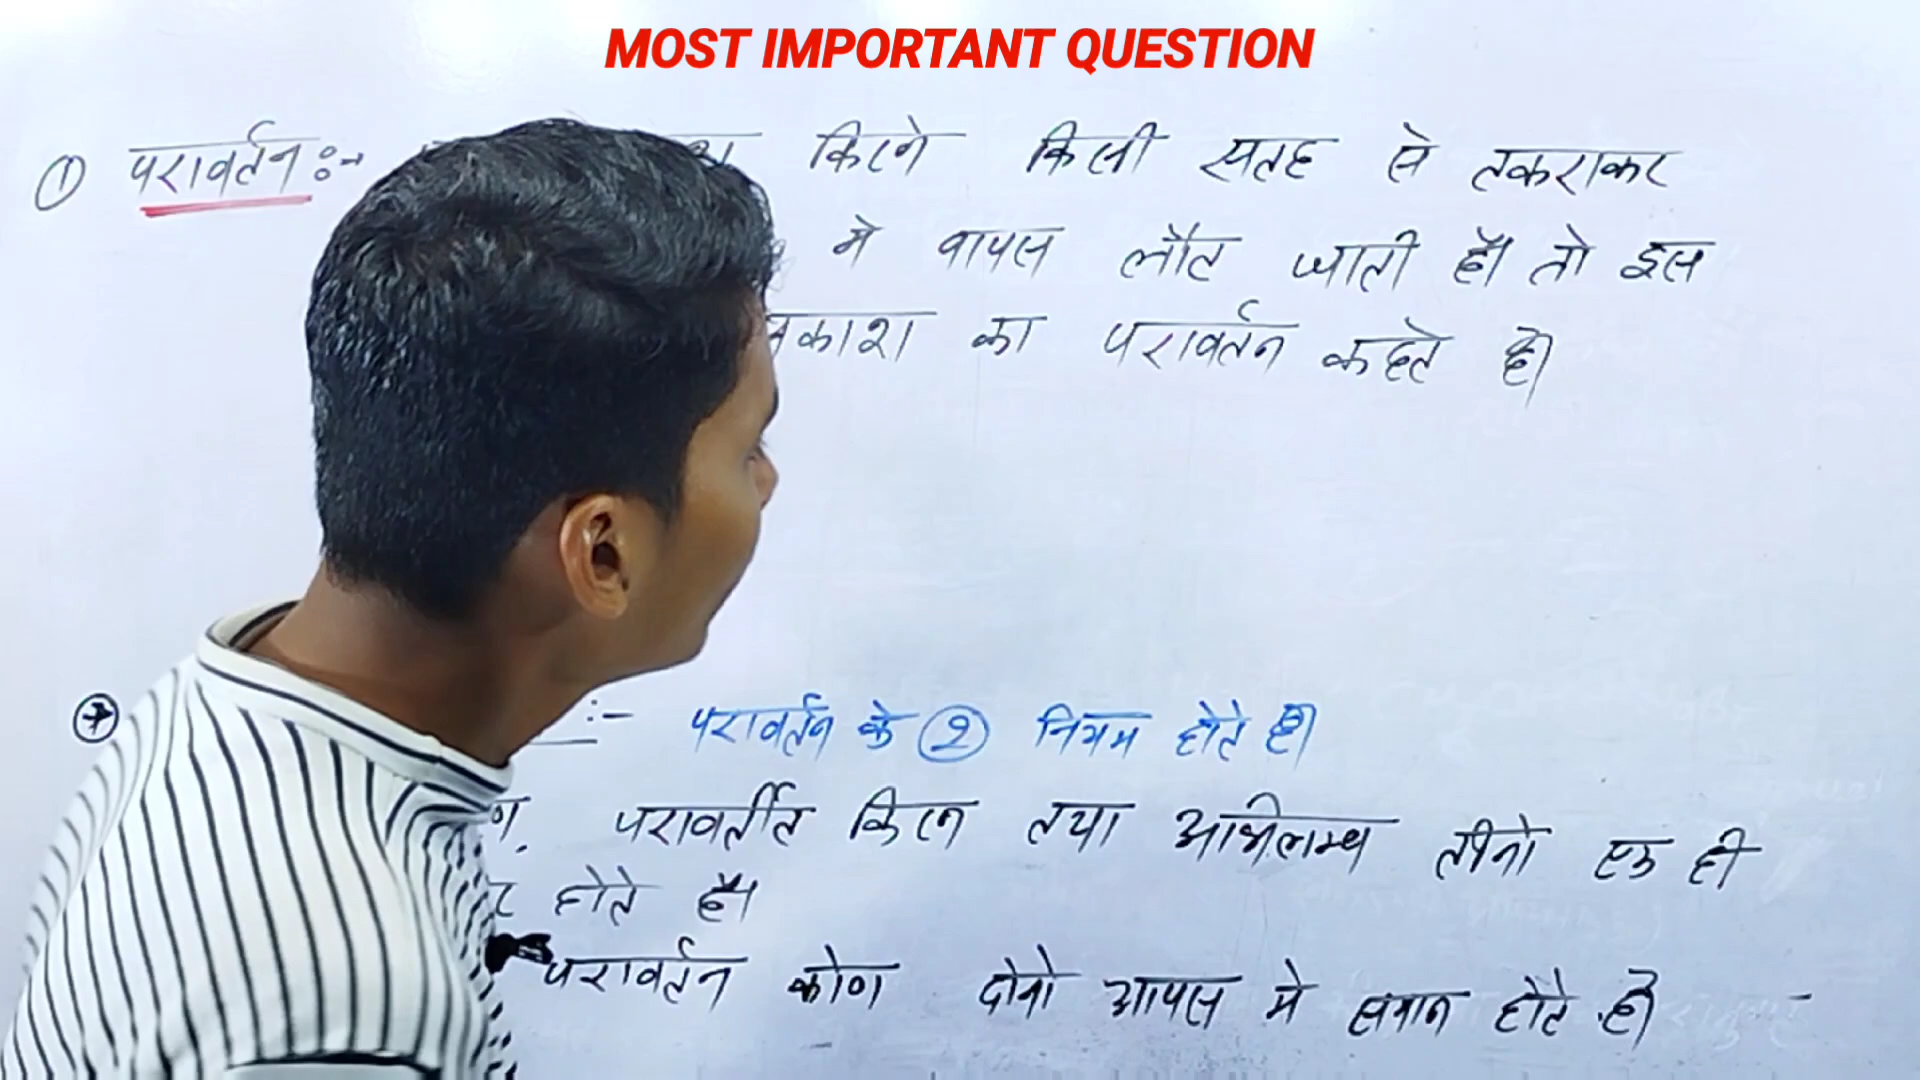 MOST IMPORTANT QUESTION
① परावर्तन :- किरणे किसी सतह से तकराकर
मे वापस लौट जाती है। तो इस
प्रकाश का परावर्तन कहते है।
:- परावर्तन के ② नियम होते है।
परावर्तीत किरण तथा अभिलम्ब तीनो एक ही
होते है।
परावर्तन कोण दोनो आपस मे समान होते है।